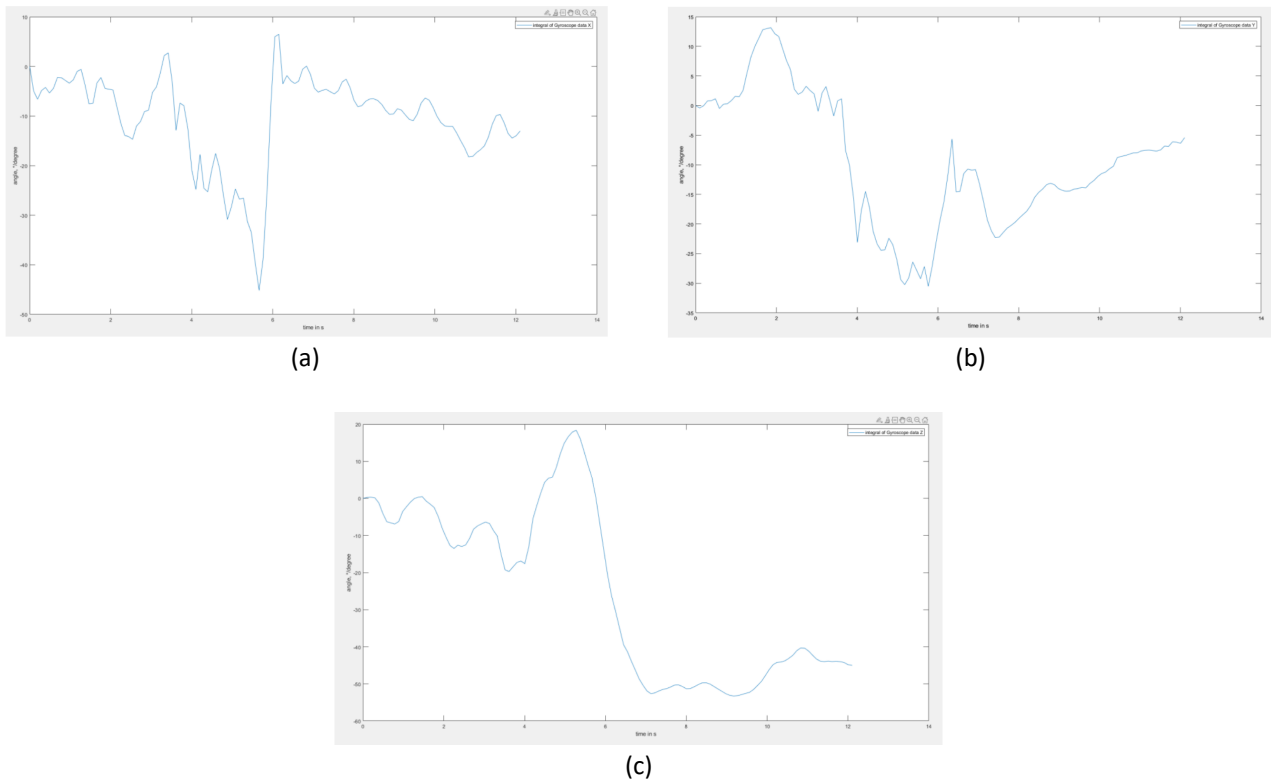 integral of Gyroscope data X
10
0
-10
-20
-30
-40
-50
angle, °/degree
0 2 4 6 8 10 12 14
time in s
(a)
integral of Gyroscope data Y
15
10
5
0
-5
-10
-15
-20
-25
-30
-35
angle, °/degree
0 2 4 6 8 10 12 14
time in s
(b)
integral of Gyroscope data Z
20
10
0
-10
-20
-30
-40
-50
-60
angle, °/degree
0 2 4 6 8 10 12 14
time in s
(c)